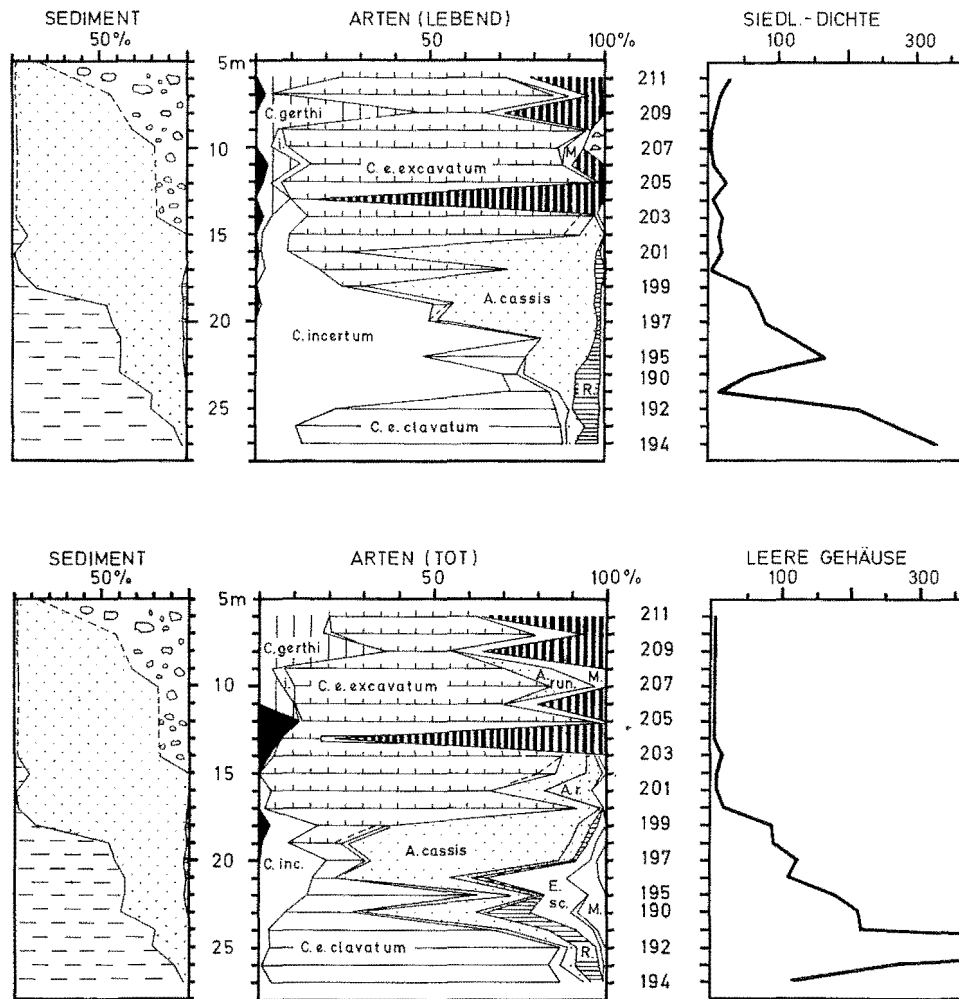 SEDIMENT ARTEN (LEBEND) SIEDL.-DICHTE
50% 50 100% 100 300
5m
10
15
20
25
C. gerthi
M.
C. e. excavatum
A. cassis
C. incertum
R.
C. e. clavatum
211
209
207
205
203
201
199
197
195
190
192
194
SEDIMENT ARTEN (TOT) LEERE GEHÄUSE
50% 50 100% 100 300
5m
10
15
20
25
C. gerthi
A. run.
M.
C. e. excavatum
A. r.
A. cassis
C. inc.
E. sc.
M.
C. e. clavatum
R.
211
209
207
205
203
201
199
197
195
190
192
194